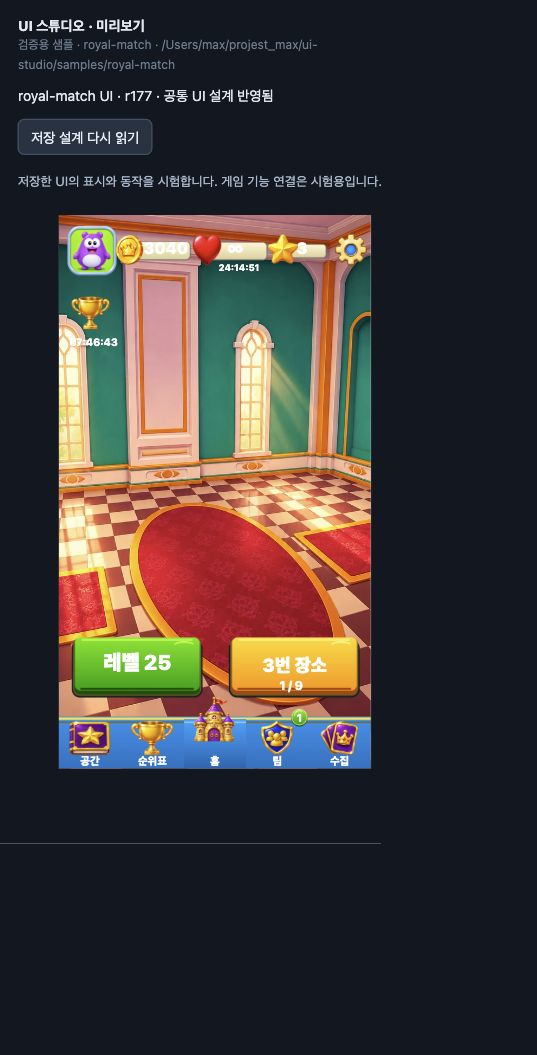 UI 스튜디오 · 미리보기
검증용 샘플 · royal-match · /Users/max/projest_max/ui-
studio/samples/royal-match
royal-match UI · r177 · 공통 UI 설계 반영됨
저장 설계 다시 읽기
저장한 UI의 표시와 동작을 시험합니다. 게임 기능 연결은 시험용입니다.
3040 ∞ 3
24:14:51
7:46:43
레벨 25
3번 장소
1 / 9
1
공간 순위표 홈 팀 수집